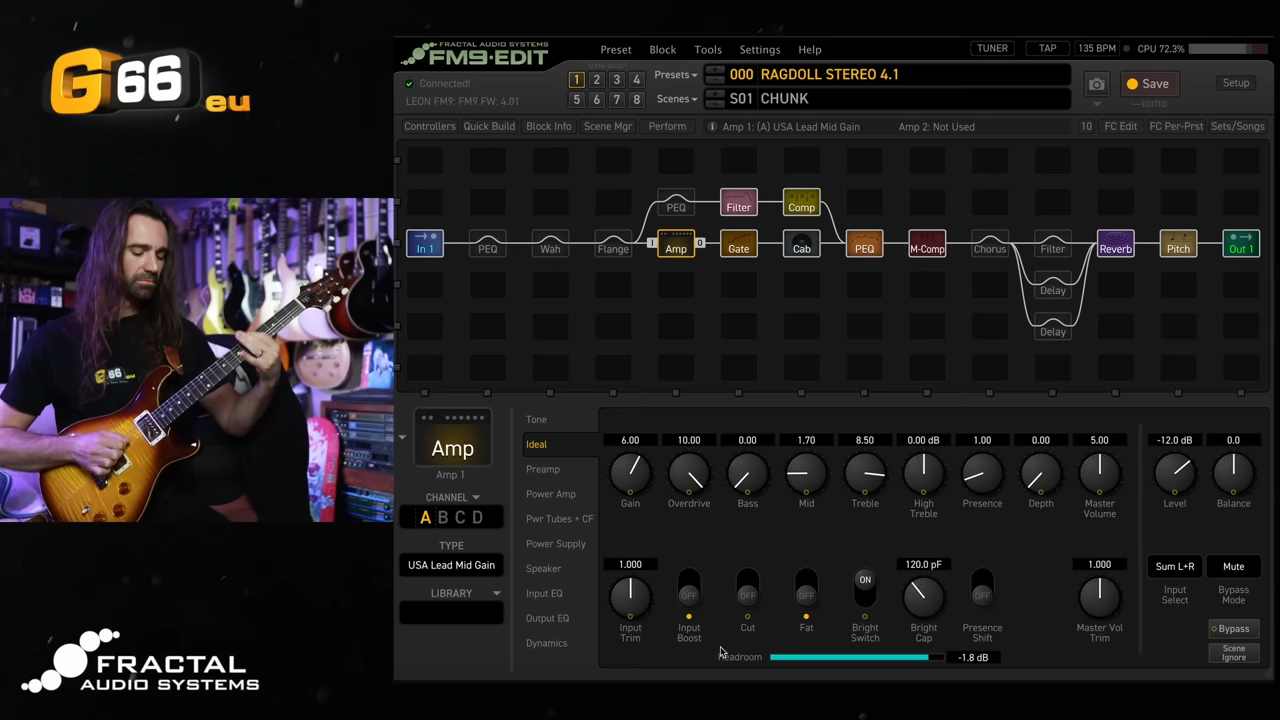 G66
eu
FRACTAL AUDIO SYSTEMS
FM9-EDIT
Preset Block Tools Settings Help
TUNER TAP 135 BPM CPU 72.3%
Connected!
LEON FM9: FM9 FW: 4.01
SCENE SELECT
1 2 3 4
5 6 7 8
Presets
000 RAGDOLL STEREO 4.1
Scenes
S01 CHUNK
Save
EDITED
Setup
Controllers Quick Build Block Info Scene Mgr Perform Amp 1: (A) USA Lead Mid Gain Amp 2: Not Used 10 FC Edit FC Per-Prst Sets/Songs
PEQ Filter Comp
In 1 PEQ Wah Flange I Amp O Gate Cab PEQ M-Comp Chorus Filter Reverb Pitch Out 1
Delay
Delay
Amp
Amp 1
CHANNEL
A B C D
TYPE
USA Lead Mid Gain
LIBRARY
Tone
Ideal
Preamp
Power Amp
Pwr Tubes + CF
Power Supply
Speaker
Input EQ
Output EQ
Dynamics
6.00 10.00 0.00 1.70 8.50 0.00 dB 1.00 0.00 5.00 -12.0 dB 0.0
Gain Overdrive Bass Mid Treble High Treble Presence Depth Master Volume Level Balance
1.000 OFF OFF OFF ON 120.0 pF OFF 1.000 Sum L+R Mute
Input Trim Input Boost Cut Fat Bright Switch Bright Cap Presence Shift Master Vol Trim Input Select Bypass Mode
Bypass
Scene Ignore
Headroom -1.8 dB
G66
FRACTAL
AUDIO SYSTEMS